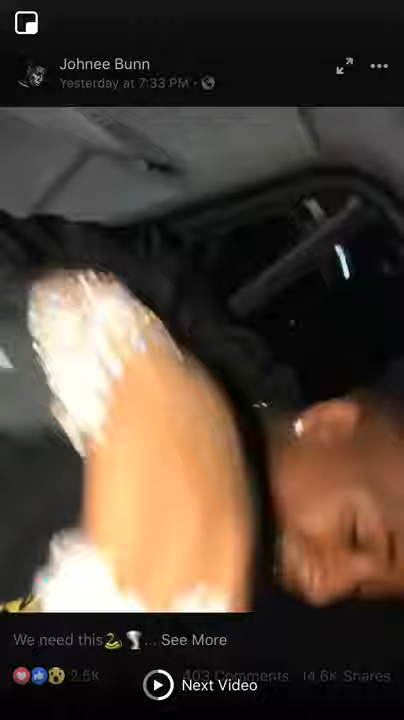 Johnee Bunn
Yesterday at 7:33 PM ·
We need this🐍🏆... See More
2.5K 403 Comments 14.6K Shares
Next Video